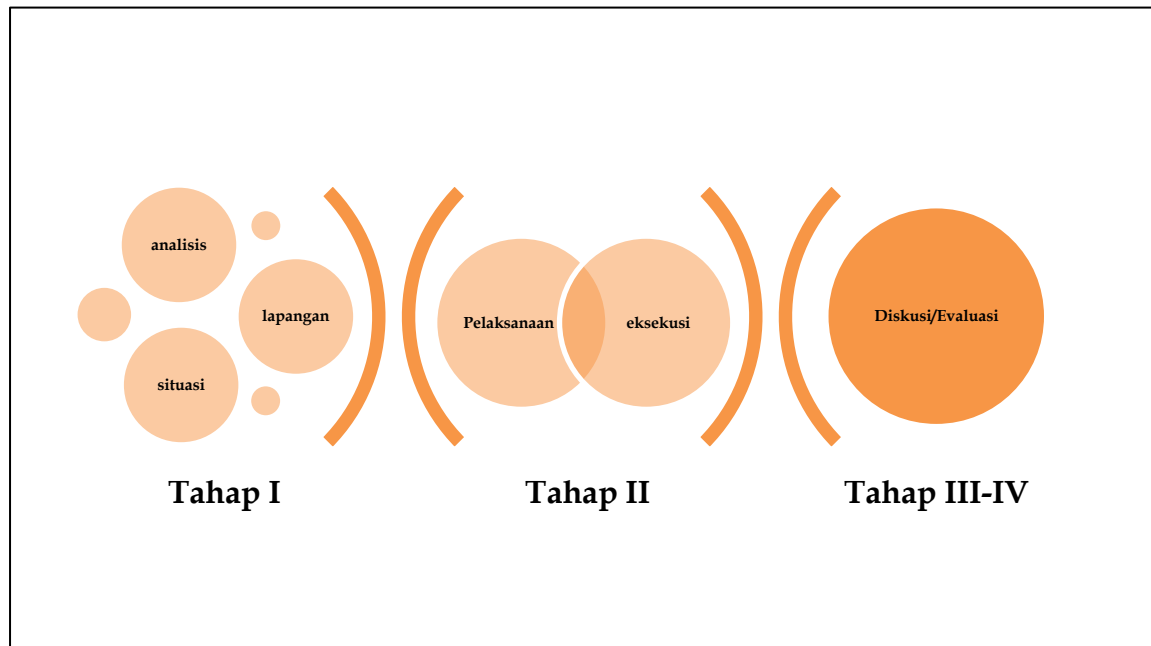 analisis
lapangan
situasi
Pelaksanaan
eksekusi
Diskusi/Evaluasi
Tahap I
Tahap II
Tahap III-IV